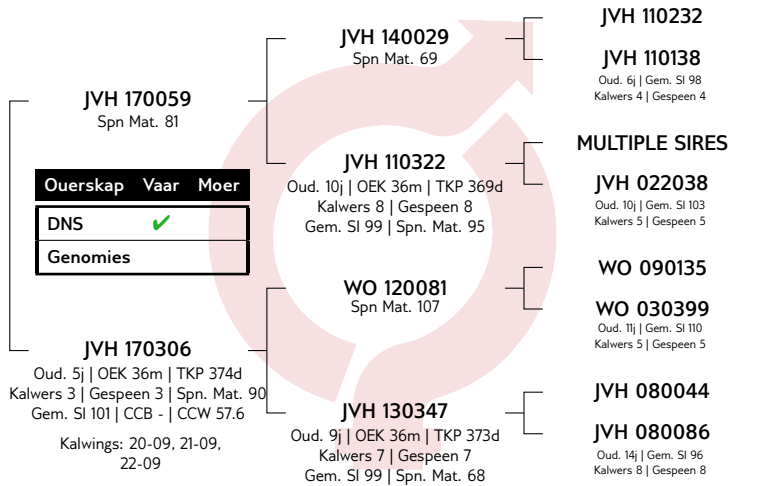 JVH 110232
JVH 140029
Spn Mat. 69
JVH 110138
Oud. 6j | Gem. SI 98
Kalwers 4 | Gespeen 4
JVH 170059
Spn Mat. 81
MULTIPLE SIRES
JVH 110322
Oud. 10j | OEK 36m | TKP 369d
Kalwers 8 | Gespeen 8
Gem. SI 99 | Spn. Mat. 95
JVH 022038
Oud. 10j | Gem. SI 103
Kalwers 5 | Gespeen 5
Ouerskap Vaar Moer
DNS ✔
Genomies
WO 090135
WO 120081
Spn Mat. 107
WO 030399
Oud. 11j | Gem. SI 110
Kalwers 5 | Gespeen 5
JVH 170306
Oud. 5j | OEK 36m | TKP 374d
Kalwers 3 | Gespeen 3 | Spn. Mat. 90
Gem. SI 101 | CCB - | CCW 57.6
Kalwings: 20-09, 21-09,
22-09
JVH 080044
JVH 130347
Oud. 9j | OEK 36m | TKP 373d
Kalwers 7 | Gespeen 7
Gem. SI 99 | Spn. Mat. 68
JVH 080086
Oud. 14j | Gem. SI 96
Kalwers 8 | Gespeen 8